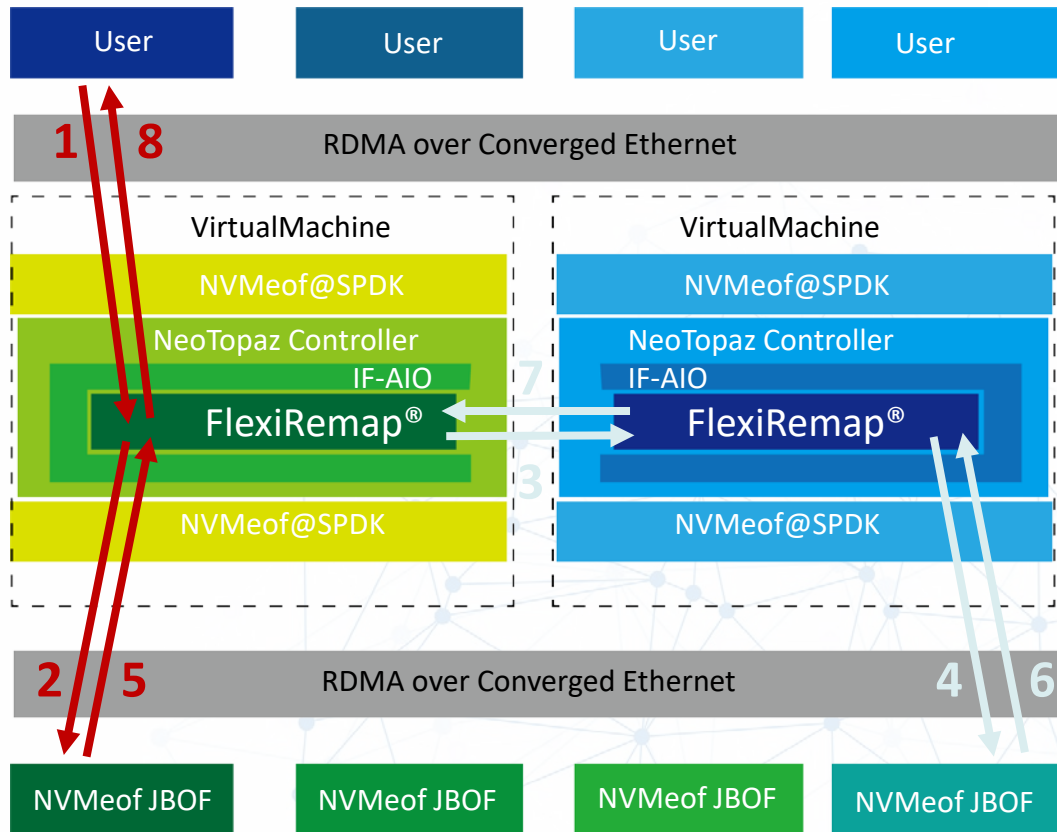 User
User
User
User
1
8
RDMA over Converged Ethernet
VirtualMachine
VirtualMachine
NVMeof@SPDK
NVMeof@SPDK
NeoTopaz Controller
NeoTopaz Controller
IF-AIO
7
IF-AIO
FlexiRemap®
FlexiRemap®
3
NVMeof@SPDK
NVMeof@SPDK
2
5
RDMA over Converged Ethernet
4
6
NVMeof JBOF
NVMeof JBOF
NVMeof JBOF
NVMeof JBOF